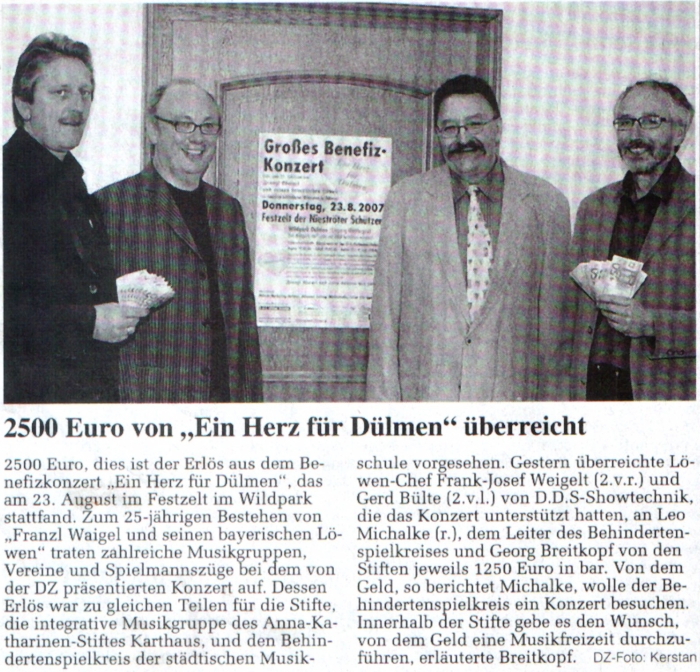 Großes Benefiz-
Konzert
Donnerstag, 23.8.2007
Festzelt der Nieströter Schützen
2500 Euro von „Ein Herz für Dülmen“ überreicht
2500 Euro, dies ist der Erlös aus dem Be-
nefizkonzert „Ein Herz für Dülmen“, das
am 23. August im Festzelt im Wildpark
stattfand. Zum 25-jährigen Bestehen von
„Franzl Waigel und seinen bayerischen Lö-
wen“ traten zahlreiche Musikgruppen,
Vereine und Spielmannszüge bei dem von
der DZ präsentierten Konzert auf. Dessen
Erlös war zu gleichen Teilen für die Stifte,
die integrative Musikgruppe des Anna-Ka-
tharinen-Stiftes Karthaus, und den Behin-
dertenspielkreis der städtischen Musik-
schule vorgesehen. Gestern überreichte Lö-
wen-Chef Frank-Josef Weigelt (2.v.r.) und
Gerd Bülte (2.v.l.) von D.D.S-Showtechnik,
die das Konzert unterstützt hatten, an Leo
Michalke (r.), dem Leiter des Behinderten-
spielkreises und Georg Breitkopf von den
Stiften jeweils 1250 Euro in bar. Von dem
Geld, so berichtet Michalke, wolle der Be-
hindertenspielkreis ein Konzert besuchen.
Innerhalb der Stifte gebe es den Wunsch,
von dem Geld eine Musikfreizeit durchzu-
führen, erläuterte Breitkopf. DZ-Foto: Kerstan